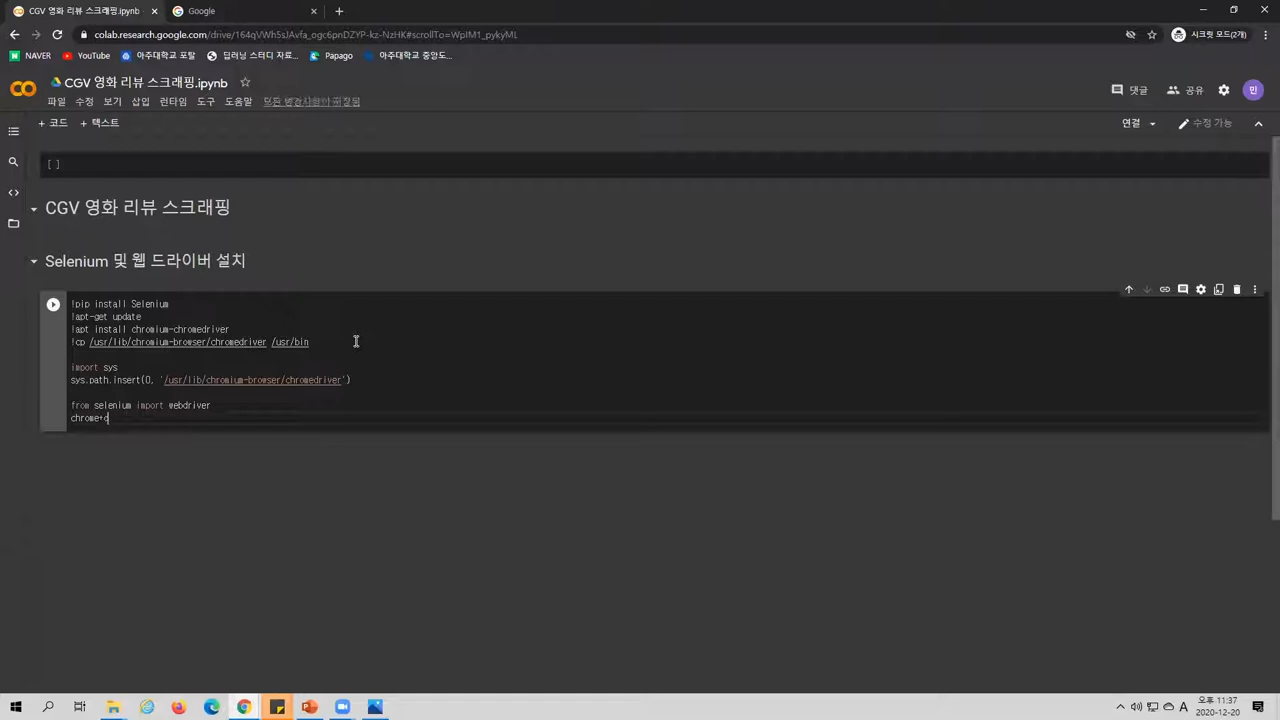 CGV 영화 리뷰 스크래핑.ipynb
Google
colab.research.google.com/drive/164qVWh5sJAvfa_ogc6pnDZYP-kz-NzHK#scrollTo=WpIM1_pykyML
시크릿 모드(2개)
NAVER
YouTube
아주대학교 포탈
딥러닝 스터디 자료...
Papago
아주대학교 중앙도...
CGV 영화 리뷰 스크래핑.ipynb
댓글
공유
민
파일 수정 보기 삽입 런타임 도구 도움말
+ 코드 + 텍스트
연결
수정 가능
[ ]
CGV 영화 리뷰 스크래핑
Selenium 및 웹 드라이버 설치
!pip install Selenium
!apt-get update
!apt install chromium-chromedriver
!cp /usr/lib/chromium-browser/chromedriver /usr/bin
import sys
sys.path.insert(0, '/usr/lib/chromium-browser/chromedriver')
from selenium import webdriver
chrome+d
A
오후 11:37
2020-12-20